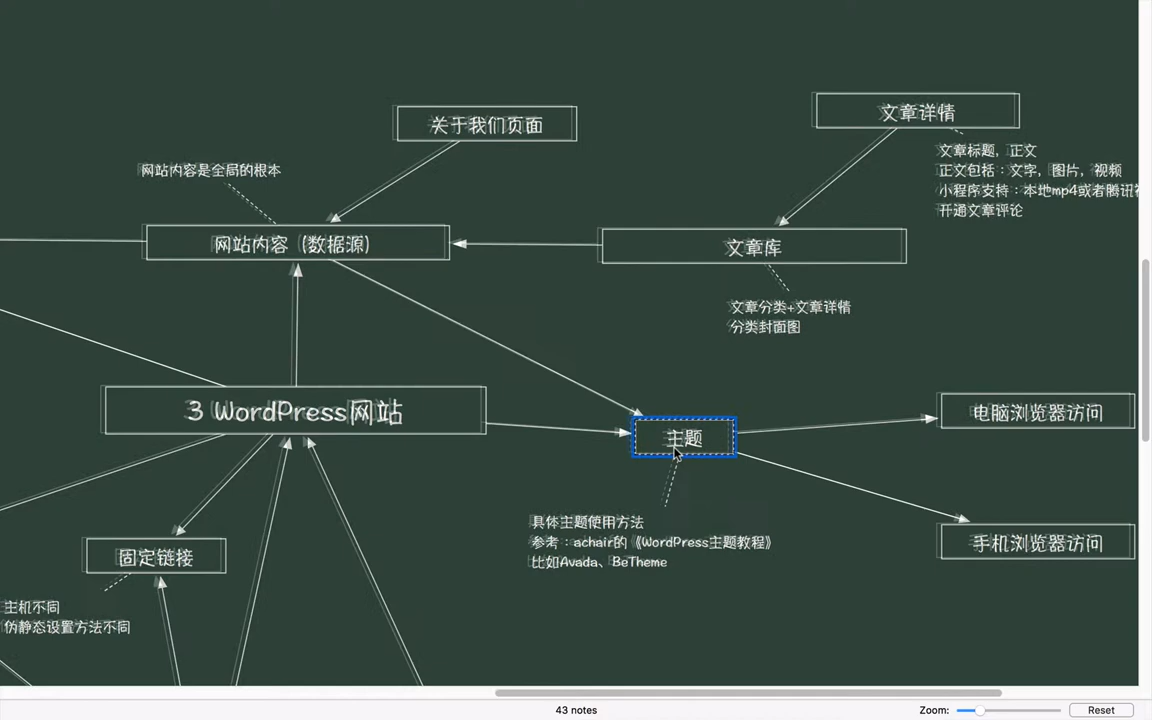 关于我们页面
文章详情
文章标题，正文
正文包括：文字，图片，视频
小程序支持：本地mp4或者腾讯
开通文章评论
网站内容是全局的根本
网站内容（数据源）
文章库
文章分类+文章详情
分类封面图
3 WordPress网站
主题
电脑浏览器访问
具体主题使用方法
参考：achair的《WordPress主题教程》
比如Avada、BeTheme
手机浏览器访问
固定链接
主机不同
伪静态设置方法不同
43 notes
Zoom:
Reset